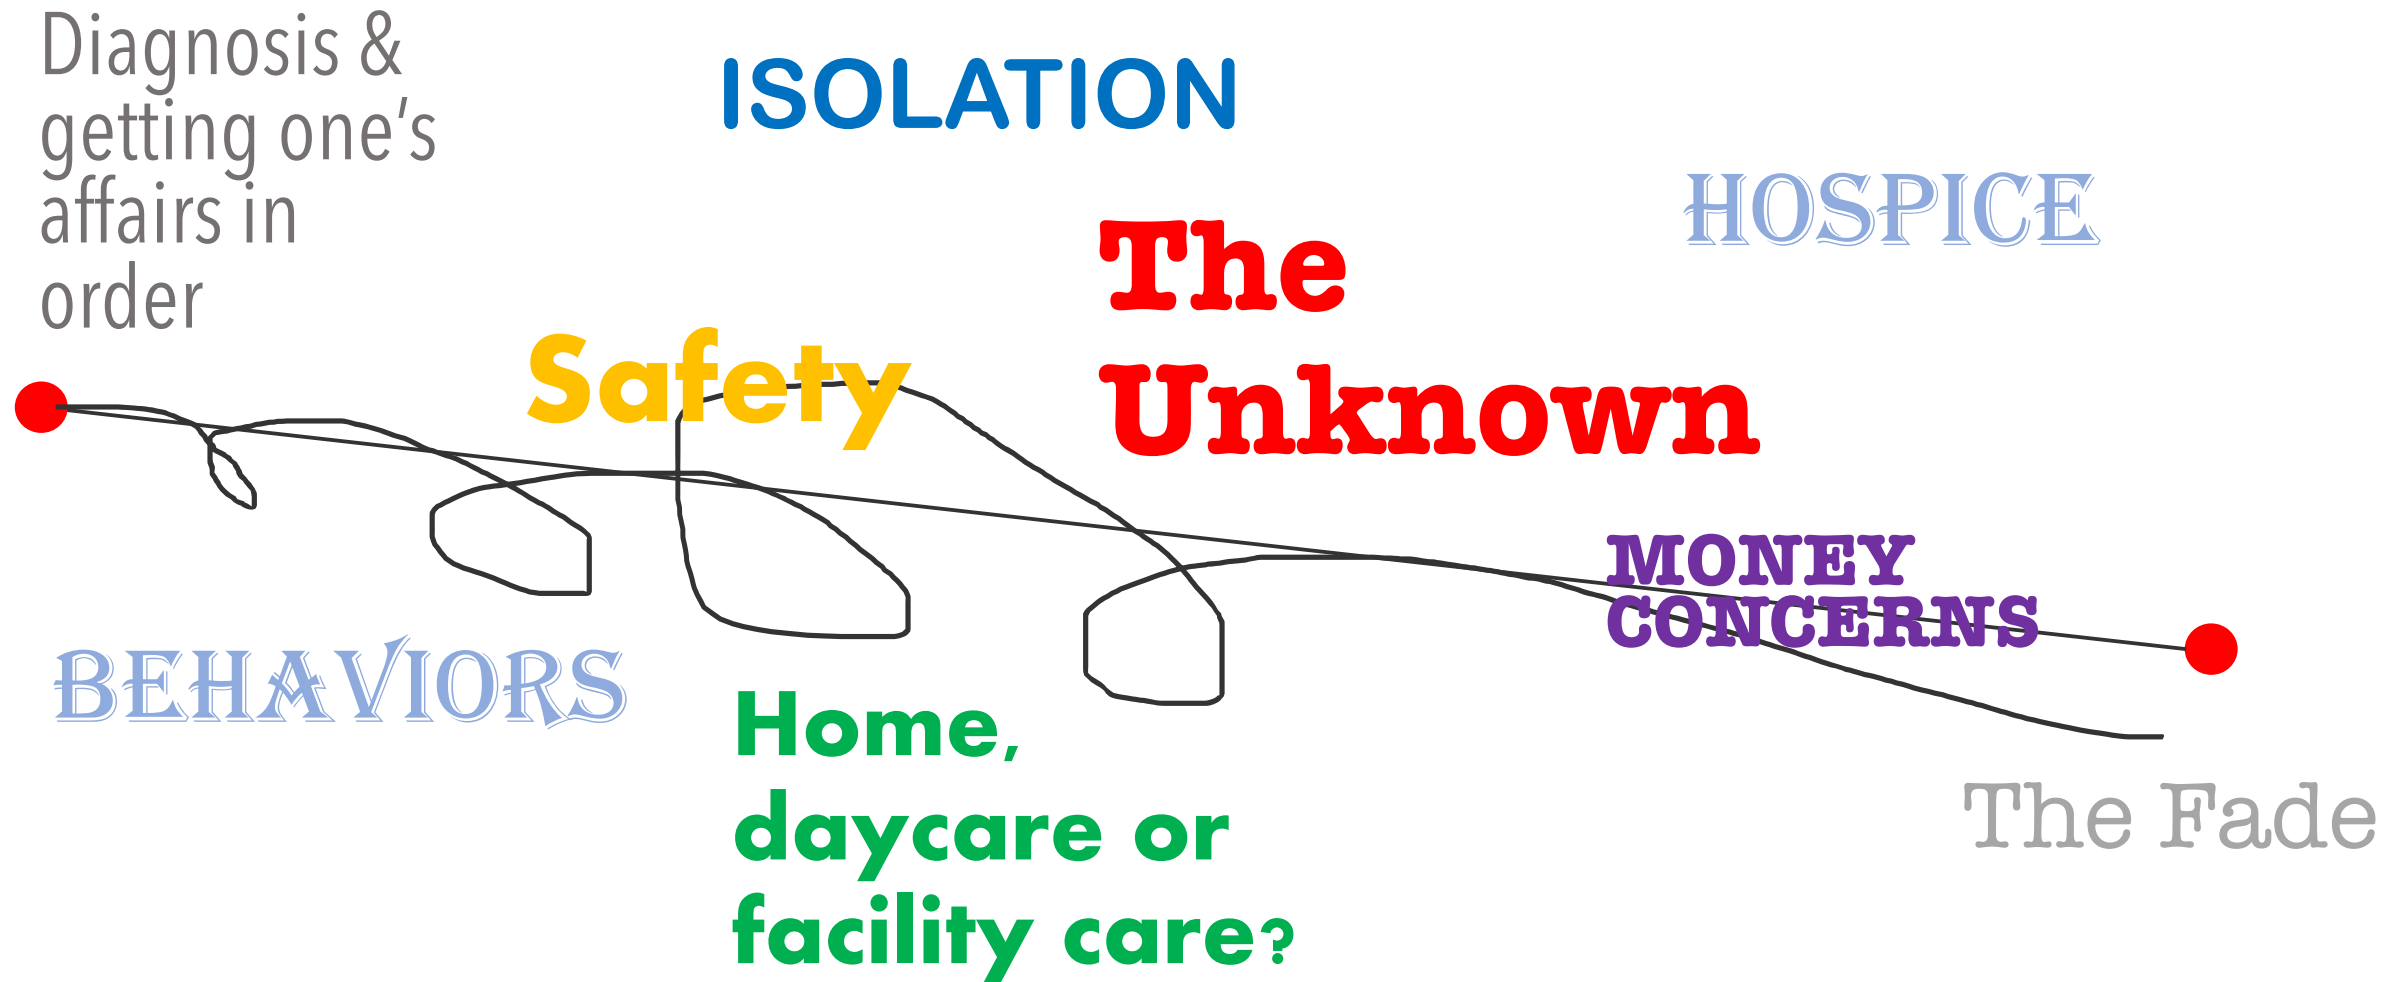 Diagnosis &
getting one's
affairs in
order
ISOLATION
HOSPICE
The
Unknown
Safety
MONEY
CONCERNS
BEHAVIORS
Home,
daycare or
facility care?
The Fade